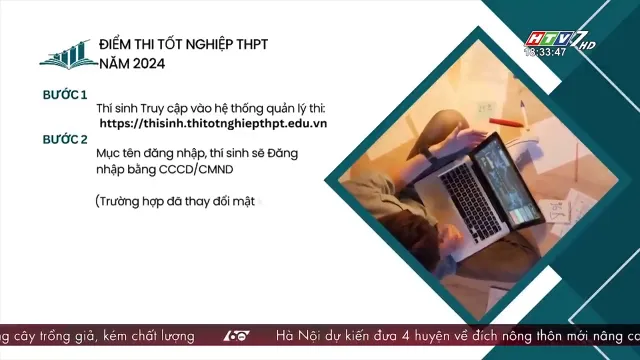 ĐIỂM THI TỐT NGHIỆP THPT
NĂM 2024
HTV7 HD
18:33:47
BƯỚC 1
Thí sinh Truy cập vào hệ thống quản lý thi:
https://thisinh.thitotnghiepthpt.edu.vn
BƯỚC 2
Mục tên đăng nhập, thí sinh sẽ Đăng
nhập bằng CCCD/CMND
(Trường hợp đã thay đổi mật
ng cây trồng giả, kém chất lượng
60
Hà Nội dự kiến đưa 4 huyện về đích nông thôn mới nâng ca